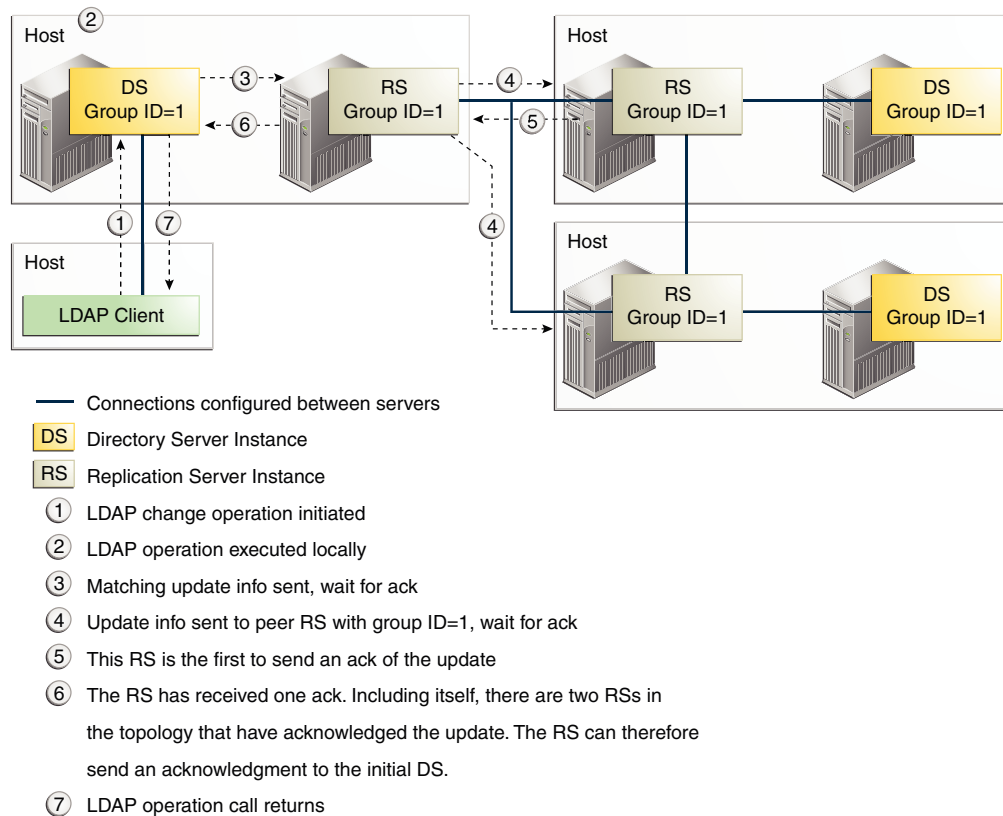 Host
2
DS
Group ID=1
3
6
RS
Group ID=1
4
5
4
1
7
Host
LDAP Client
Host
RS
Group ID=1
DS
Group ID=1
Host
RS
Group ID=1
DS
Group ID=1
Connections configured between servers
DS Directory Server Instance
RS Replication Server Instance
1 LDAP change operation initiated
2 LDAP operation executed locally
3 Matching update info sent, wait for ack
4 Update info sent to peer RS with group ID=1, wait for ack
5 This RS is the first to send an ack of the update
6 The RS has received one ack. Including itself, there are two RSs in
the topology that have acknowledged the update. The RS can therefore
send an acknowledgment to the initial DS.
7 LDAP operation call returns